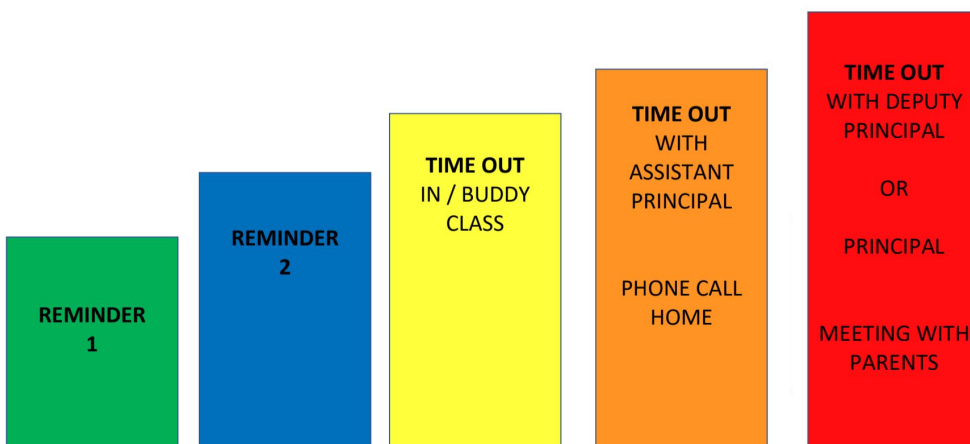 REMINDER
1
REMINDER
2
TIME OUT
IN / BUDDY
CLASS
TIME OUT
WITH
ASSISTANT
PRINCIPAL
PHONE CALL
HOME
TIME OUT
WITH DEPUTY
PRINCIPAL
OR
PRINCIPAL
MEETING WITH
PARENTS